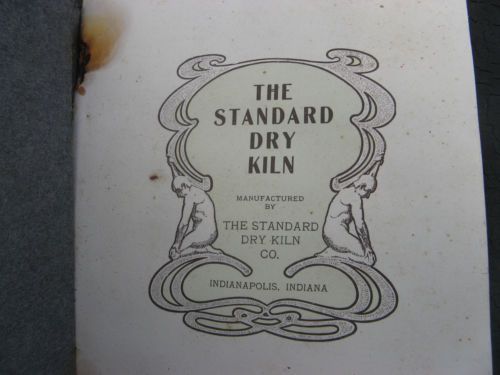 THE
STANDARD
DRY
KILN
MANUFACTURED
BY
THE STANDARD
DRY KILN
CO.
INDIANAPOLIS, INDIANA